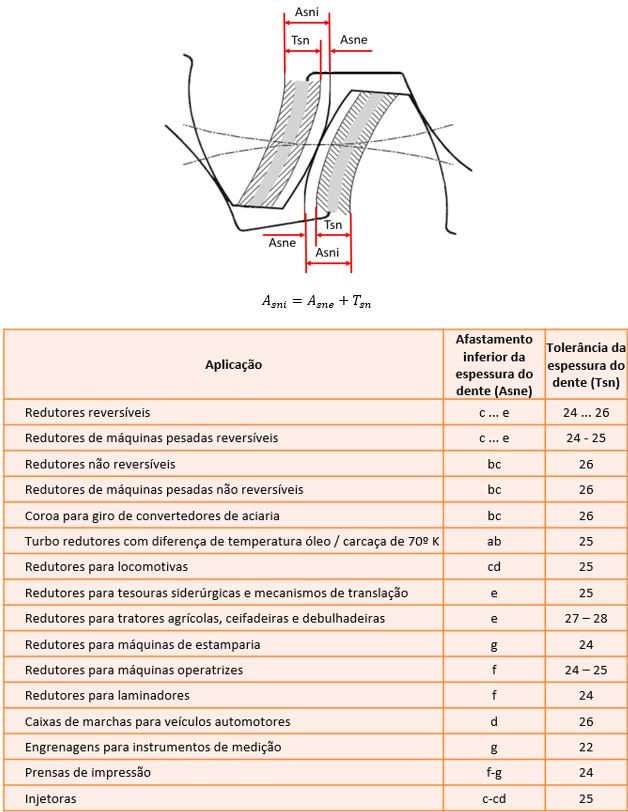 Asni
Tsn Asne
Tsn
Asne
Asni
Asni = Asne + Tsn
Aplicação Afastamento inferior da espessura do dente (Asne) Tolerância da espessura do dente (Tsn)
Redutores reversíveis c ... e 24 ... 26
Redutores de máquinas pesadas reversíveis c ... e 24 - 25
Redutores não reversíveis bc 26
Redutores de máquinas pesadas não reversíveis bc 26
Coroa para giro de convertedores de aciaria bc 26
Turbo redutores com diferença de temperatura óleo / carcaça de 70º K ab 25
Redutores para locomotivas cd 25
Redutores para tesouras siderúrgicas e mecanismos de translação e 25
Redutores para tratores agrícolas, ceifadeiras e debulhadeiras e 27 – 28
Redutores para máquinas de estamparia g 24
Redutores para máquinas operatrizes f 24 – 25
Redutores para laminadores f 24
Caixas de marchas para veículos automotores d 26
Engrenagens para instrumentos de medição g 22
Prensas de impressão f-g 24
Injetoras c-cd 25